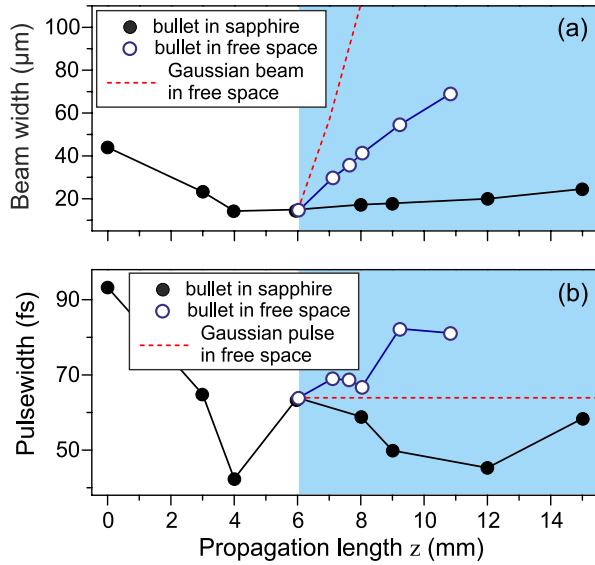 100
80
60
40
20
Beam width (µm)
bullet in sapphire
bullet in free space
Gaussian beam
in free space
(a)
90
70
50
Pulsewidth (fs)
bullet in sapphire
bullet in free space
Gaussian pulse
in free space
(b)
0 2 4 6 8 10 12 14
Propagation length z (mm)